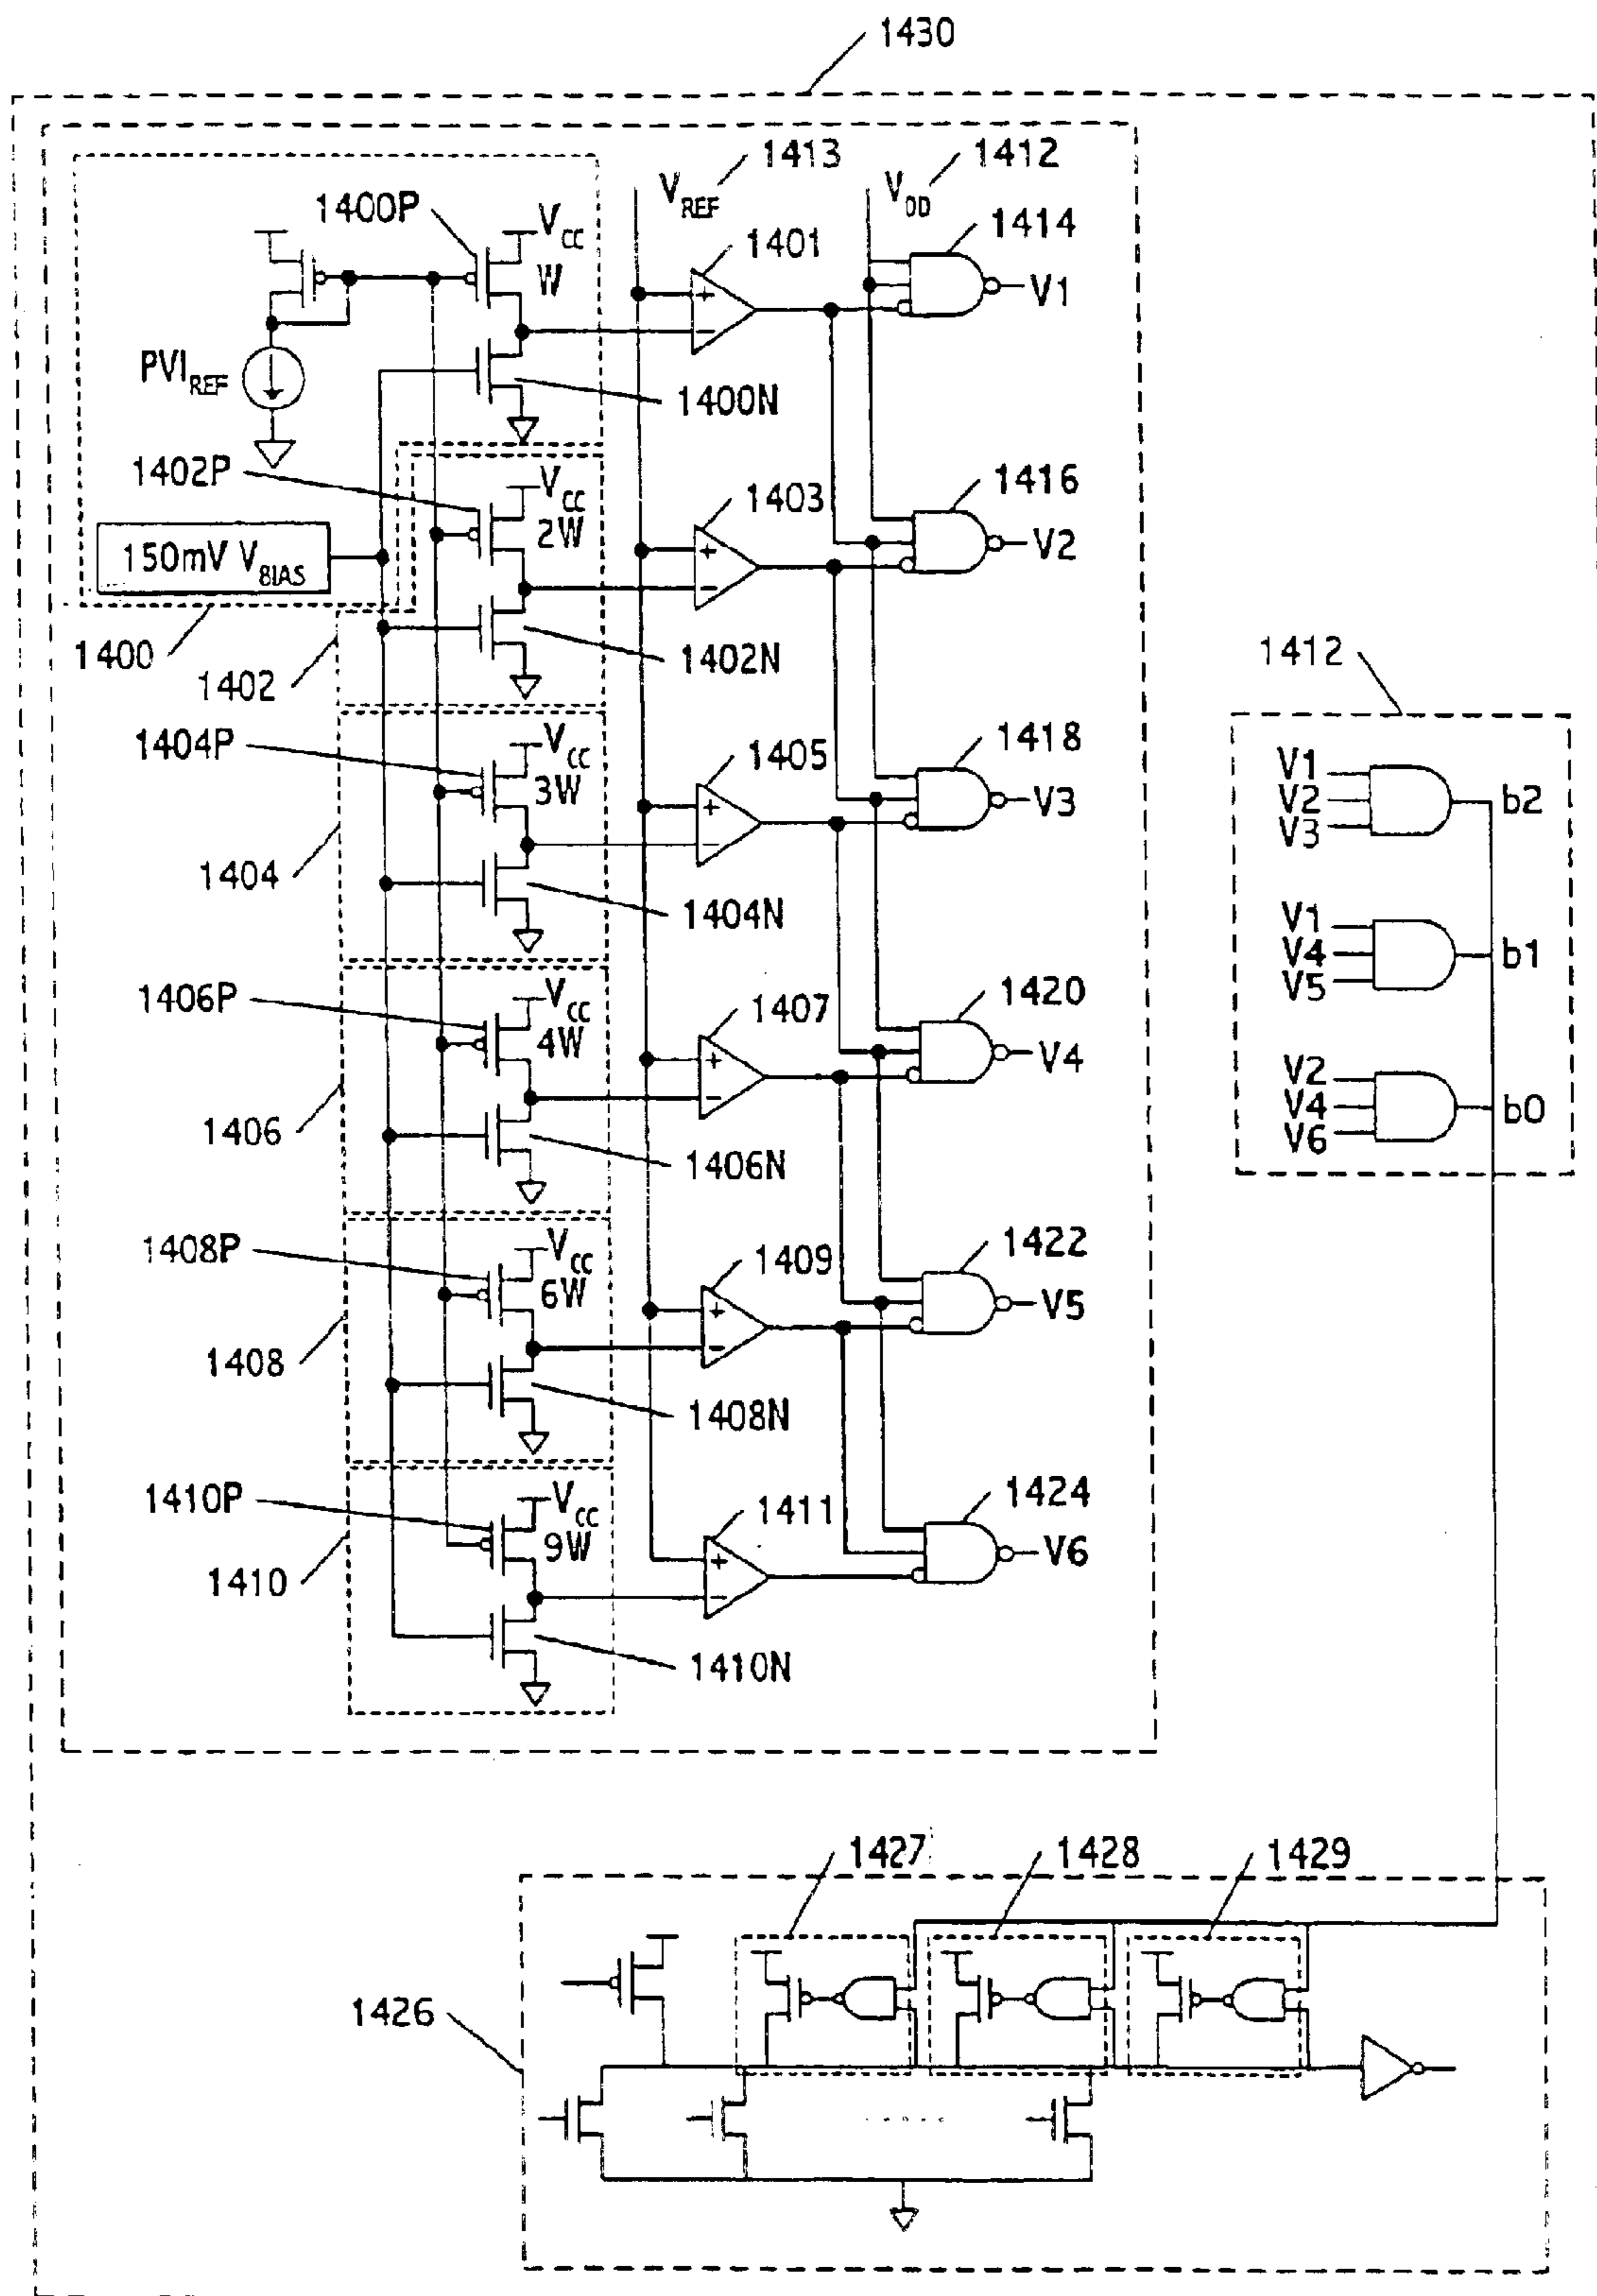 1430
1413
1412
V_REF
V_DD
1400P
V_CC
W
1401
1414
V1
PVI_REF
1400N
1402P
V_CC
2W
1403
1416
V2
150mV V_BIAS
1400
1402
1402N
1412
1404P
V_CC
3W
1405
1418
V3
V1
V2
V3
b2
1404
1404N
V1
V4
V5
b1
1406P
V_CC
4W
1407
1420
V4
V2
V4
V6
b0
1406
1406N
1408P
V_CC
6W
1409
1422
V5
1408
1408N
1410P
V_CC
9W
1411
1424
V6
1410
1410N
1427
1428
1429
1426